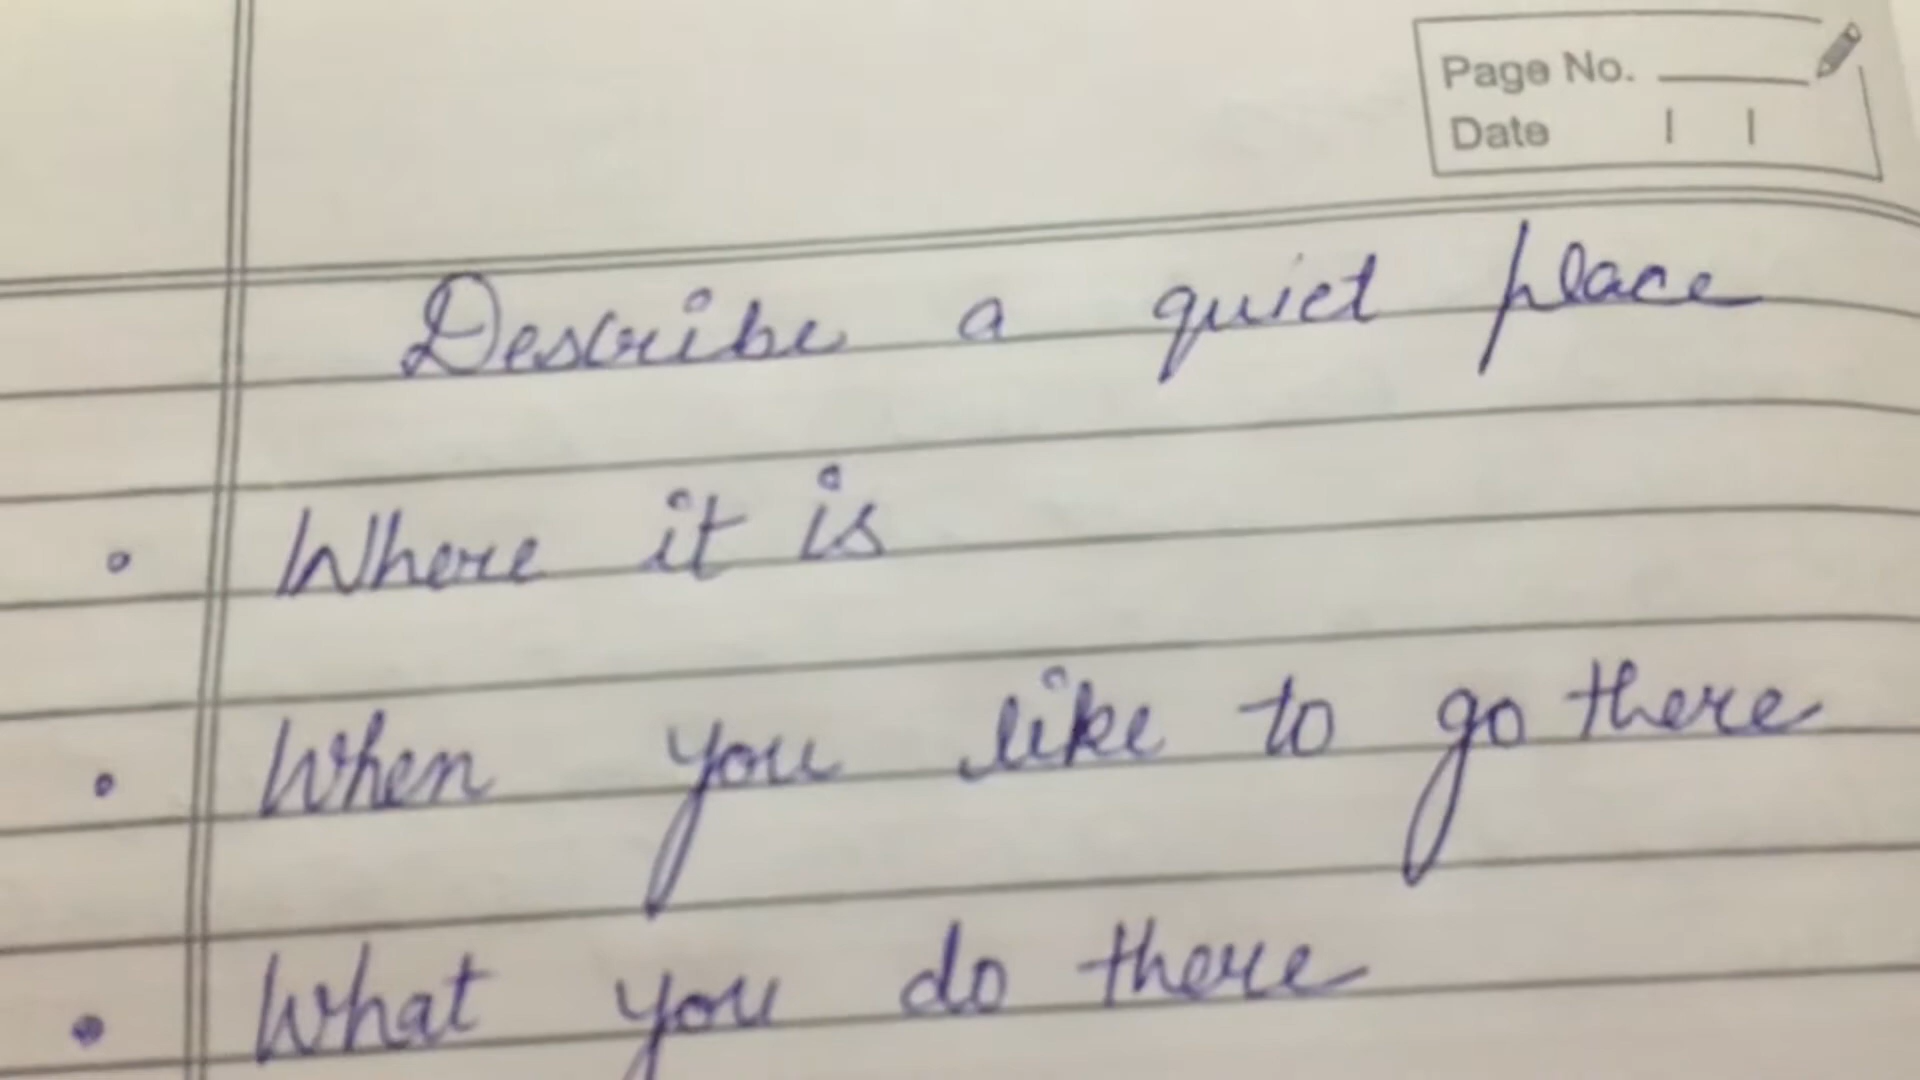 Page No.
Date
Describe a quiet place
Where it is
When you like to go there
What you do there